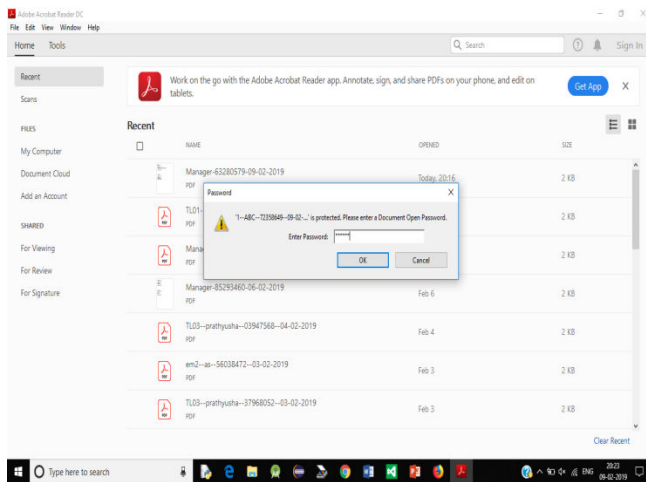 Adobe Acrobat Reader DC
File Edit View Window Help
Home Tools
Search
Sign In
Recent
Scans
FILES
My Computer
Document Cloud
Add an Account
SHARED
For Viewing
For Review
For Signature
Work on the go with the Adobe Acrobat Reader app. Annotate, sign, and share PDFs on your phone, and edit on
tablets.
Get App
X
Recent
NAME OPENED SIZE
Manager-63280579-09-02-2019
PDF
Today, 20:16
2 KB
TL01-
PDF
2 KB
Mana
PDF
2 KB
Manager-85293460-06-02-2019
PDF
Feb 6
2 KB
TL03--prathyusha--03947568--04-02-2019
PDF
Feb 4
2 KB
em2--as--56038472--03-02-2019
PDF
Feb 3
2 KB
TL03--prathyusha--37968052--03-02-2019
PDF
Feb 3
2 KB
Clear Recent
Password
'1--ABC--72358649--09-02-...' is protected. Please enter a Document Open Password.
Enter Password: ******
OK Cancel
Type here to search
ENG
20:23
09-02-2019